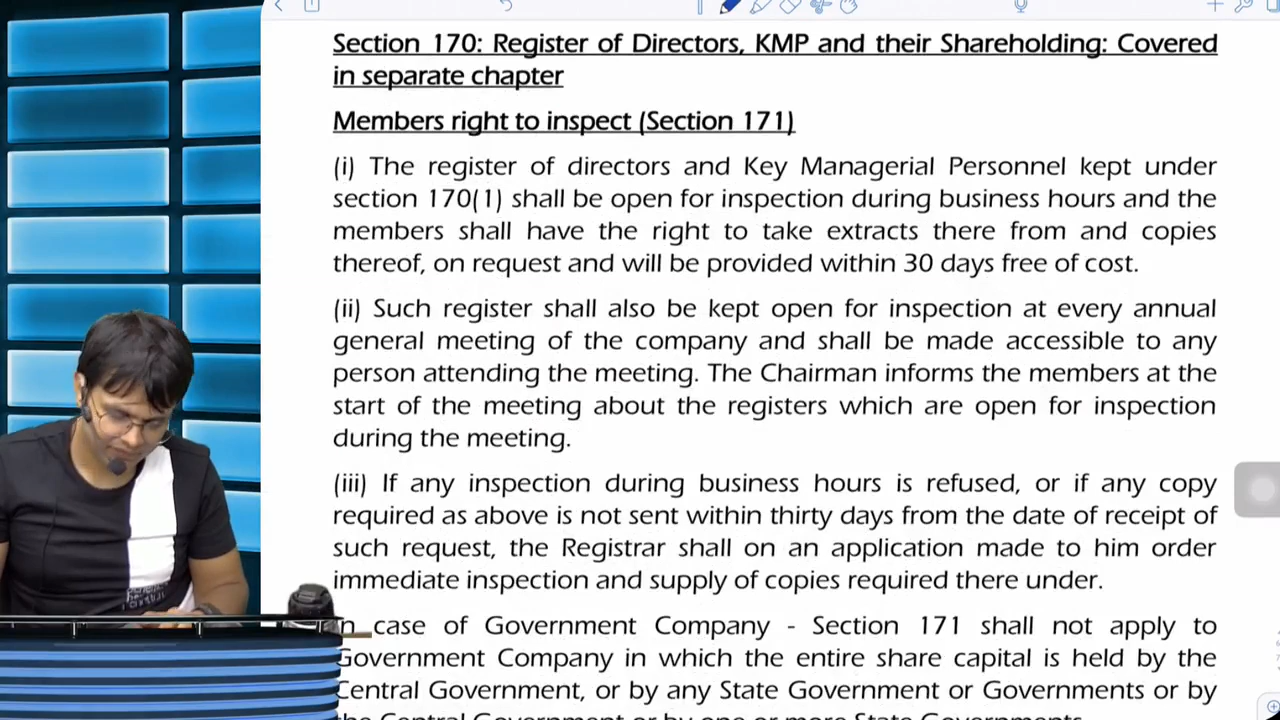 Section 170: Register of Directors, KMP and their Shareholding: Covered
in separate chapter
Members right to inspect (Section 171)
(i) The register of directors and Key Managerial Personnel kept under
section 170(1) shall be open for inspection during business hours and the
members shall have the right to take extracts there from and copies
thereof, on request and will be provided within 30 days free of cost.
(ii) Such register shall also be kept open for inspection at every annual
general meeting of the company and shall be made accessible to any
person attending the meeting. The Chairman informs the members at the
start of the meeting about the registers which are open for inspection
during the meeting.
(iii) If any inspection during business hours is refused, or if any copy
required as above is not sent within thirty days from the date of receipt of
such request, the Registrar shall on an application made to him order
immediate inspection and supply of copies required there under.
n case of Government Company - Section 171 shall not apply to
Government Company in which the entire share capital is held by the
Central Government, or by any State Government or Governments or by
the Central Government or by one or more State Governments